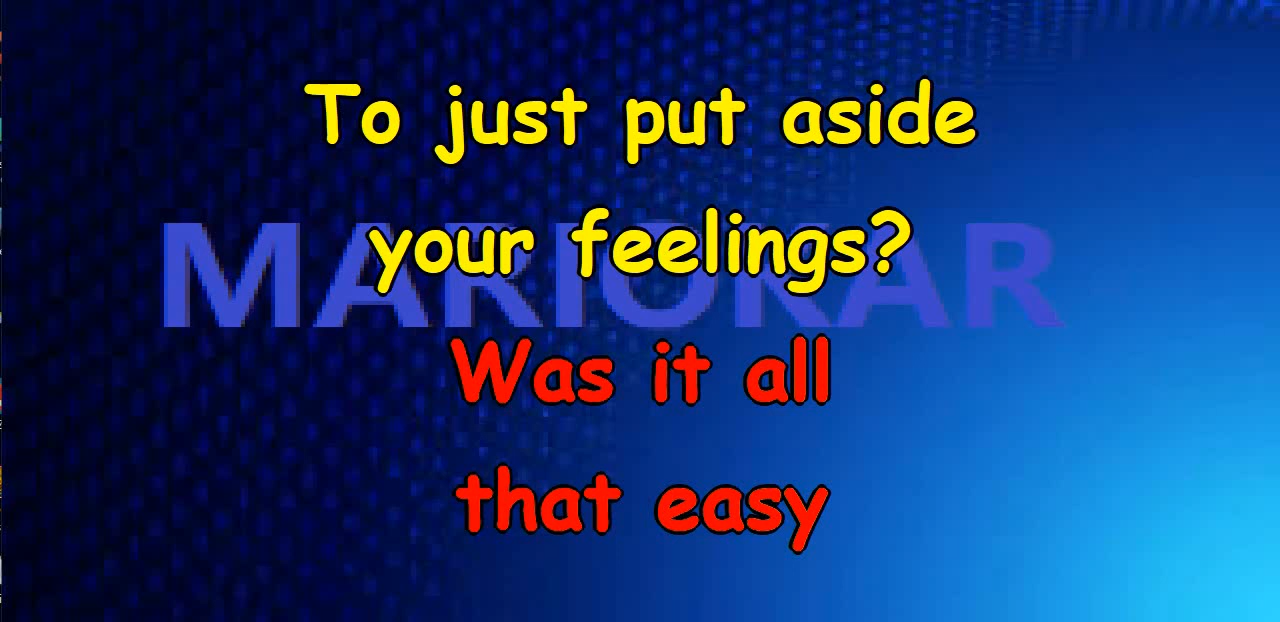 To just put aside
your feelings?
MARIOKAR
Was it all
that easy